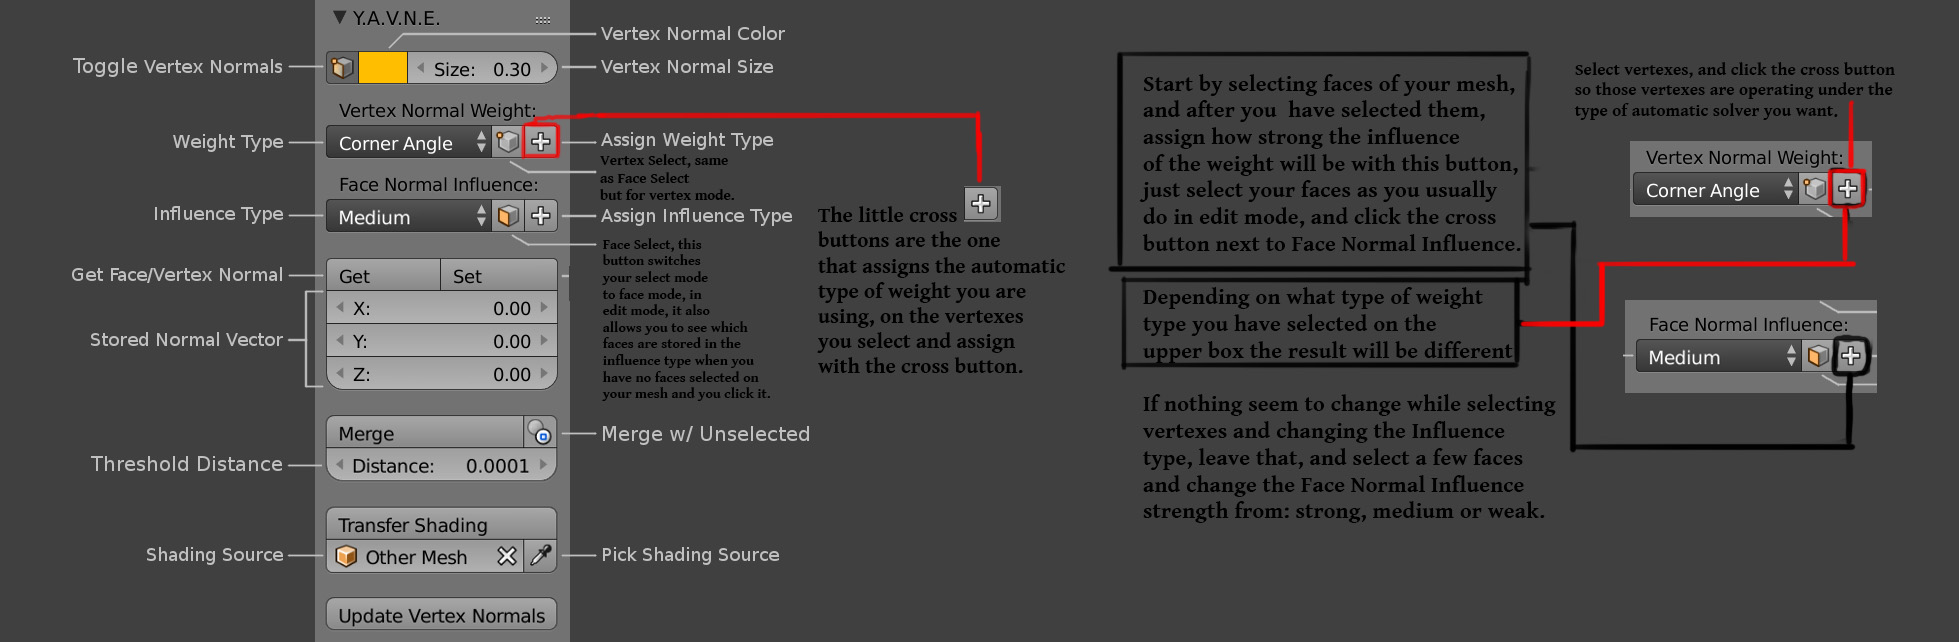 Y.A.V.N.E.
Vertex Normal Color
Toggle Vertex Normals
Size: 0.30
Vertex Normal Size
Vertex Normal Weight:
Weight Type
Corner Angle
Assign Weight Type
Vertex Select, same
as Face Select
but for vertex mode.
Face Normal Influence:
Influence Type
Medium
Assign Influence Type
Face Select, this
button switches
your select mode
to face mode, in
edit mode, it also
allows you to see which
faces are stored in the
influence type when you
have no faces selected on
your mesh and you click it.
Get Face/Vertex Normal
Get
Set
Stored Normal Vector
X: 0.00
Y: 0.00
Z: 0.00
Merge
Merge w/ Unselected
Threshold Distance
Distance: 0.0001
Transfer Shading
Shading Source
Other Mesh
Pick Shading Source
Update Vertex Normals
The little cross
buttons are the one
that assigns the automatic
type of weight you are
using, on the vertexes
you select and assign
with the cross button.
Start by selecting faces of your mesh,
and after you have selected them,
assign how strong the influence
of the weight will be with this button,
just select your faces as you usually
do in edit mode, and click the cross
button next to Face Normal Influence.
Depending on what type of weight
type you have selected on the
upper box the result will be different
If nothing seem to change while selecting
vertexes and changing the Influence
type, leave that, and select a few faces
and change the Face Normal Influence
strength from: strong, medium or weak.
Select vertexes, and click the cross button
so those vertexes are operating under the
type of automatic solver you want.
Vertex Normal Weight:
Corner Angle
Face Normal Influence:
Medium